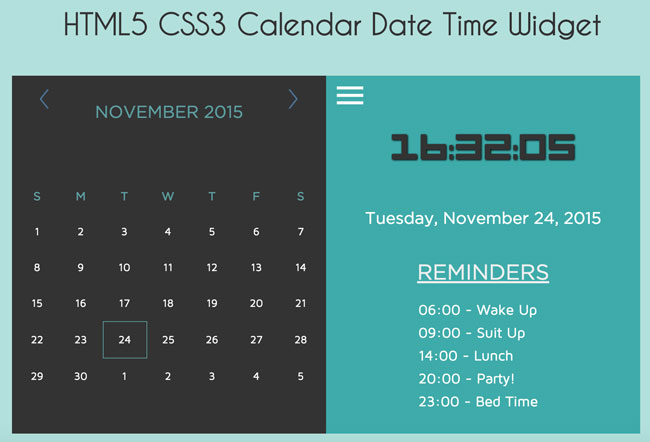 HTML5 CSS3 Calendar Date Time Widget
NOVEMBER 2015
S M T W T F S
1 2 3 4 5 6 7
8 9 10 11 12 13 14
15 16 17 18 19 20 21
22 23 24 25 26 27 28
29 30 1 2 3 4 5
16:32:05
Tuesday, November 24, 2015
REMINDERS
06:00 - Wake Up
09:00 - Suit Up
14:00 - Lunch
20:00 - Party!
23:00 - Bed Time